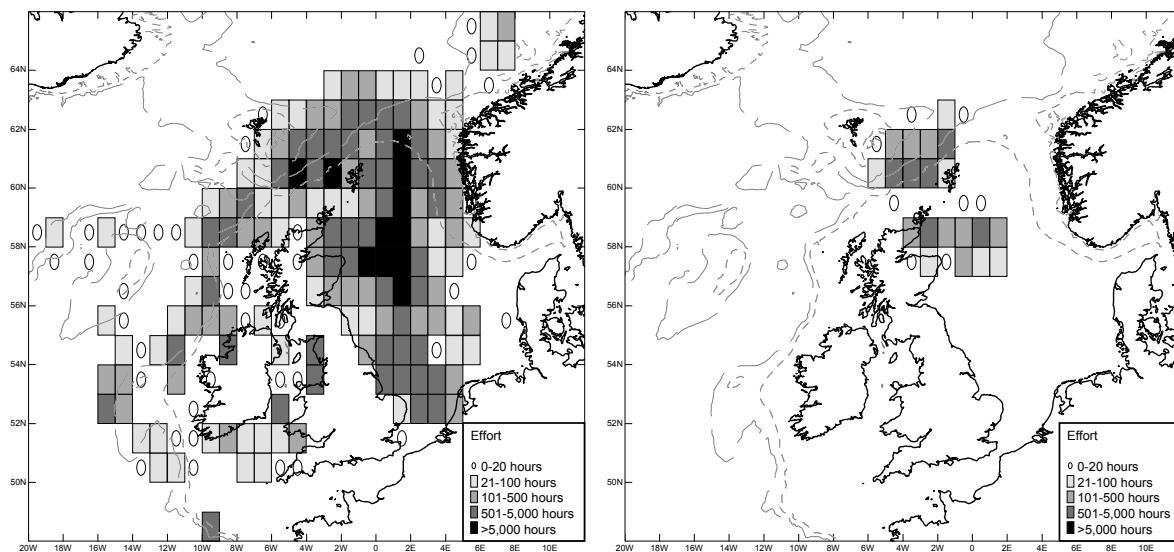 64N
62N
60N
58N
56N
54N
52N
50N
20W 18W 16W 14W 12W 10W 8W 6W 4W 2W 0 2E 4E 6E 8E 10E
Effort
0-20 hours
21-100 hours
101-500 hours
501-5,000 hours
>5,000 hours
64N
62N
60N
58N
56N
54N
52N
50N
20W 18W 16W 14W 12W 10W 8W 6W 4W 2W 0 2E 4E 6E 8E 10E
Effort
0-20 hours
21-100 hours
101-500 hours
501-5,000 hours
>5,000 hours